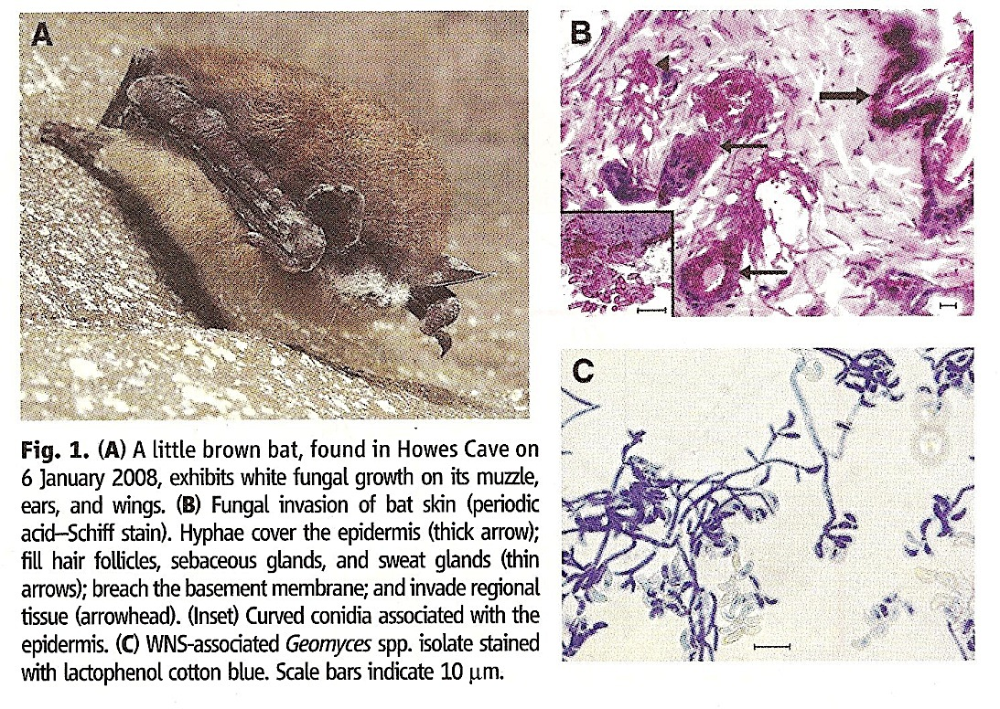 A
B
C
Fig. 1. (A) A little brown bat, found in Howes Cave on
6 January 2008, exhibits white fungal growth on its muzzle,
ears, and wings. (B) Fungal invasion of bat skin (periodic
acid–Schiff stain). Hyphae cover the epidermis (thick arrow);
fill hair follicles, sebaceous glands, and sweat glands (thin
arrows); breach the basement membrane; and invade regional
tissue (arrowhead). (Inset) Curved conidia associated with the
epidermis. (C) WNS-associated Geomyces spp. isolate stained
with lactophenol cotton blue. Scale bars indicate 10 μm.